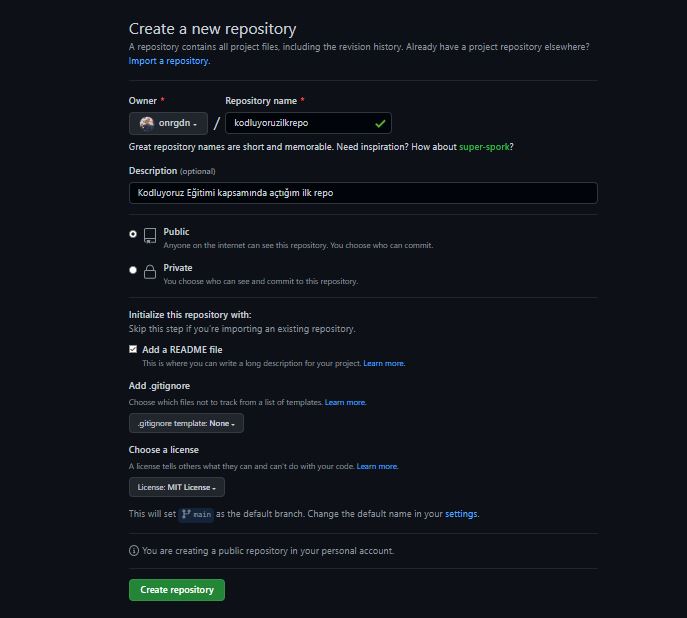 Create a new repository
A repository contains all project files, including the revision history. Already have a project repository elsewhere?
Import a repository.
Owner * Repository name *
onrgdn / kodluyoruzilkrepo
Great repository names are short and memorable. Need inspiration? How about super-spork?
Description (optional)
Kodluyoruz Eğitimi kapsamında açtığım ilk repo
Public
Anyone on the internet can see this repository. You choose who can commit.
Private
You choose who can see and commit to this repository.
Initialize this repository with:
Skip this step if you're importing an existing repository.
Add a README file
This is where you can write a long description for your project. Learn more.
Add .gitignore
Choose which files not to track from a list of templates. Learn more.
.gitignore template: None
Choose a license
A license tells others what they can and can't do with your code. Learn more.
License: MIT License
This will set main as the default branch. Change the default name in your settings.
You are creating a public repository in your personal account.
Create repository